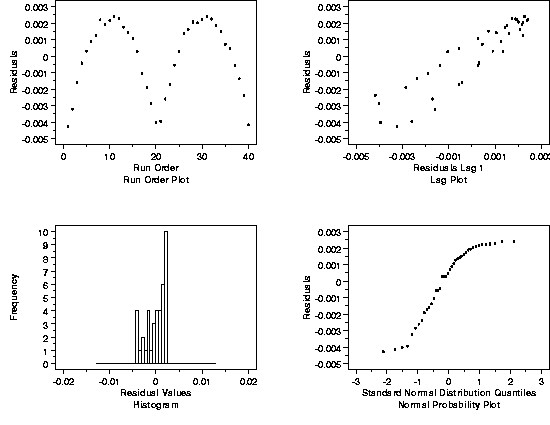 0.003
0.002
0.001
0
-0.001
-0.002
-0.003
-0.004
-0.005
Residuals
0 10 20 30 40
Run Order
Run Order Plot
0.003
0.002
0.001
0
-0.001
-0.002
-0.003
-0.004
-0.005
Residuals
-0.005 -0.003 -0.001 0.001
Residuals Lag 1
Lag Plot
10
9
8
7
6
5
4
3
2
1
0
Frequency
-0.02 -0.01 0 0.01 0.02
Residual Values
Histogram
0.003
0.002
0.001
0
-0.001
-0.002
-0.003
-0.004
-0.005
Residuals
-3 -2 -1 0 1 2 3
Standard Normal Distribution Quantiles
Normal Probability Plot